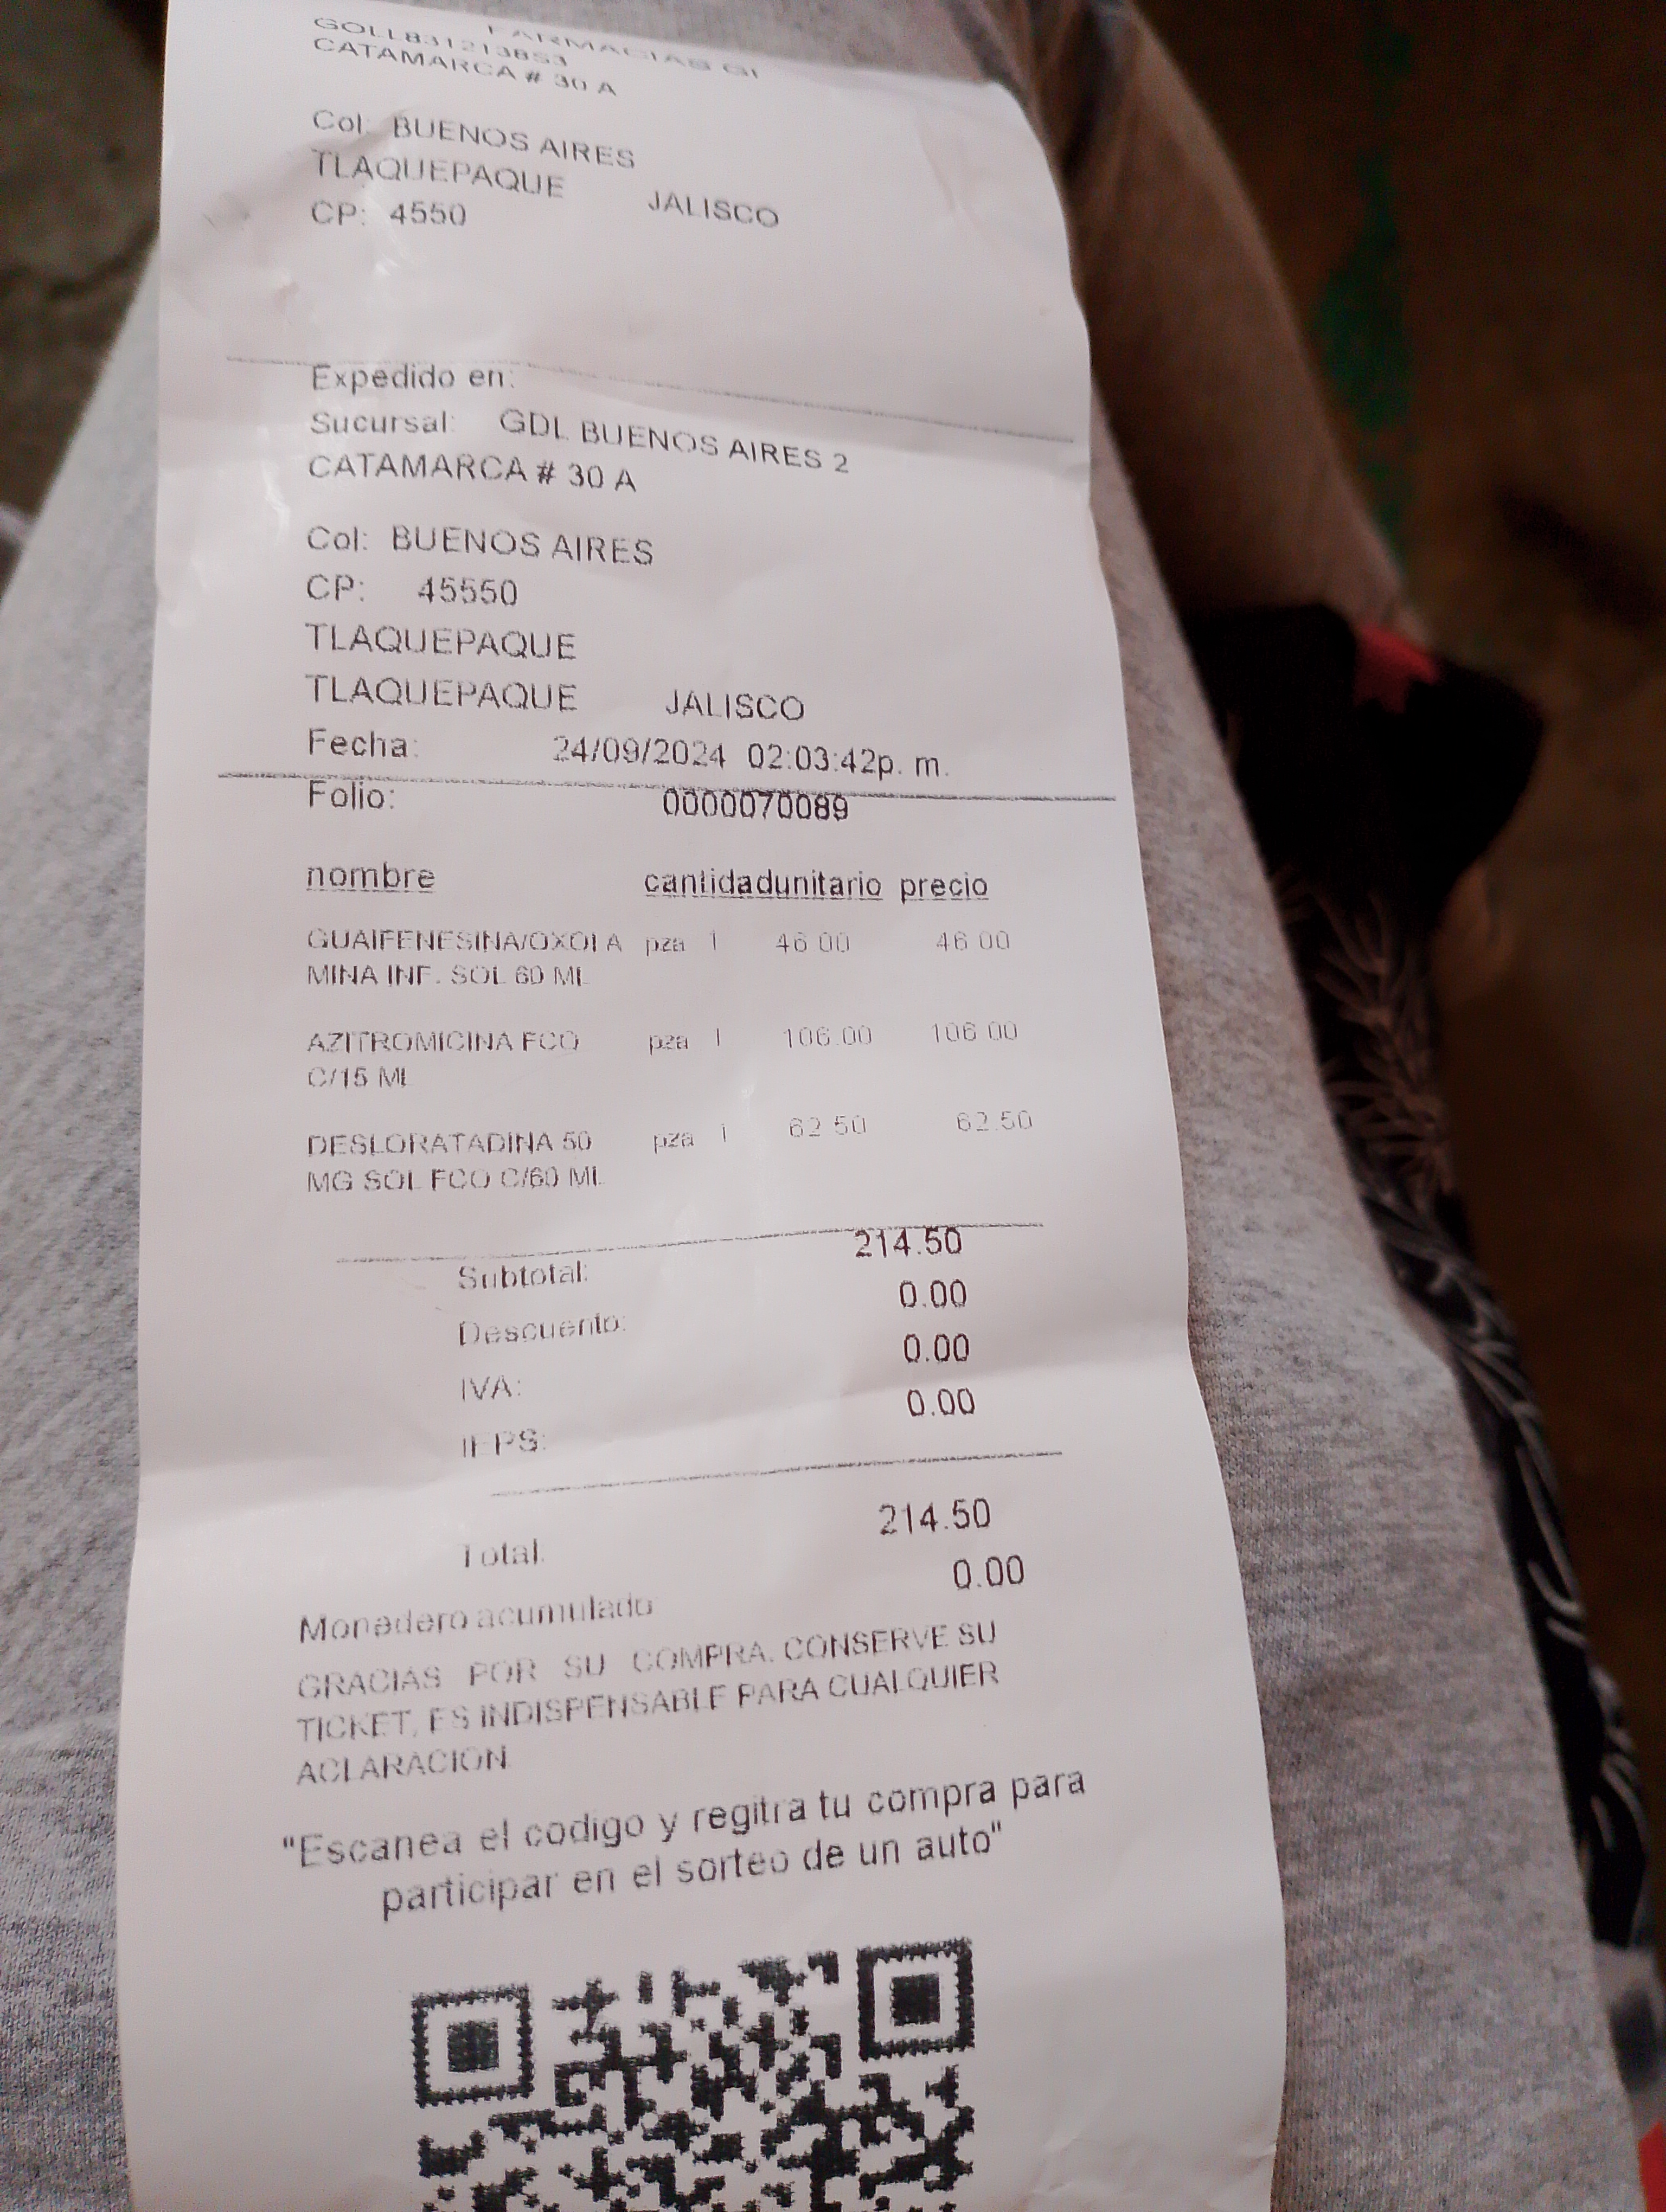 FARMACIAS GI
GOLL8312138S3
CATAMARCA # 30 A
Col: BUENOS AIRES
TLAQUEPAQUE JALISCO
CP: 4550
Expedido en:
Sucursal: GDL BUENOS AIRES 2
CATAMARCA # 30 A
Col: BUENOS AIRES
CP: 45550
TLAQUEPAQUE
TLAQUEPAQUE JALISCO
Fecha: 24/09/2024 02:03:42p. m.
Folio: 0000070089
nombre cantidadunitario precio
GUAIFENESINA/OXOLA pza 1 46.00 46.00
MINA INF. SOL 60 ML
AZITROMICINA FCO pza 1 106.00 106.00
C/15 ML
DESLORATADINA 50 pza 1 62.50 62.50
MG SOL FCO C/60 ML
Subtotal: 214.50
Descuento: 0.00
IVA: 0.00
IEPS: 0.00
Total: 214.50
Monedero acumulado 0.00
GRACIAS POR SU COMPRA. CONSERVE SU
TICKET, ES INDISPENSABLE PARA CUALQUIER
ACLARACION.
"Escanea el codigo y regitra tu compra para
participar en el sorteo de un auto"